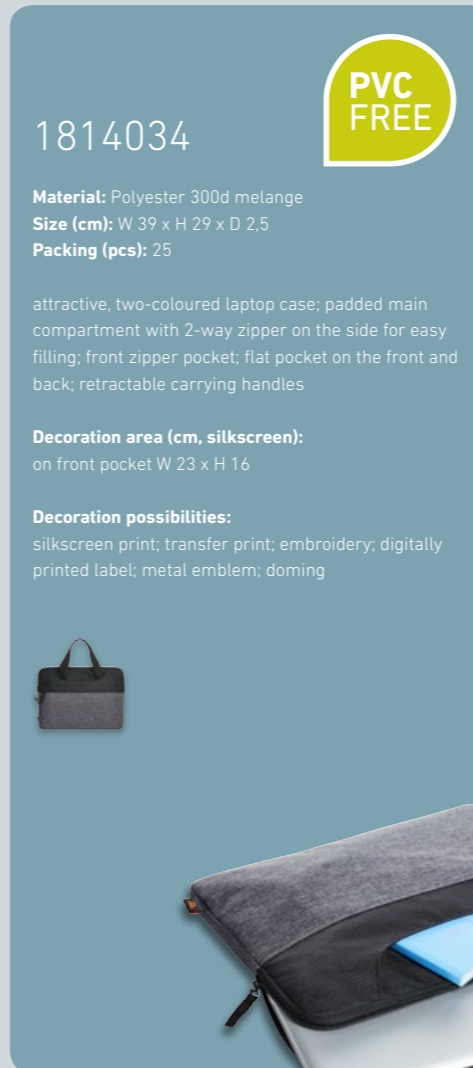 PVC
FREE
1814034
Material: Polyester 300d melange
Size (cm): W 39 x H 29 x D 2,5
Packing (pcs): 25
attractive, two-coloured laptop case; padded main
compartment with 2-way zipper on the side for easy
filling; front zipper pocket; flat pocket on the front and
back; retractable carrying handles
Decoration area (cm, silkscreen):
on front pocket W 23 x H 16
Decoration possibilities:
silkscreen print; transfer print; embroidery; digitally
printed label; metal emblem; doming